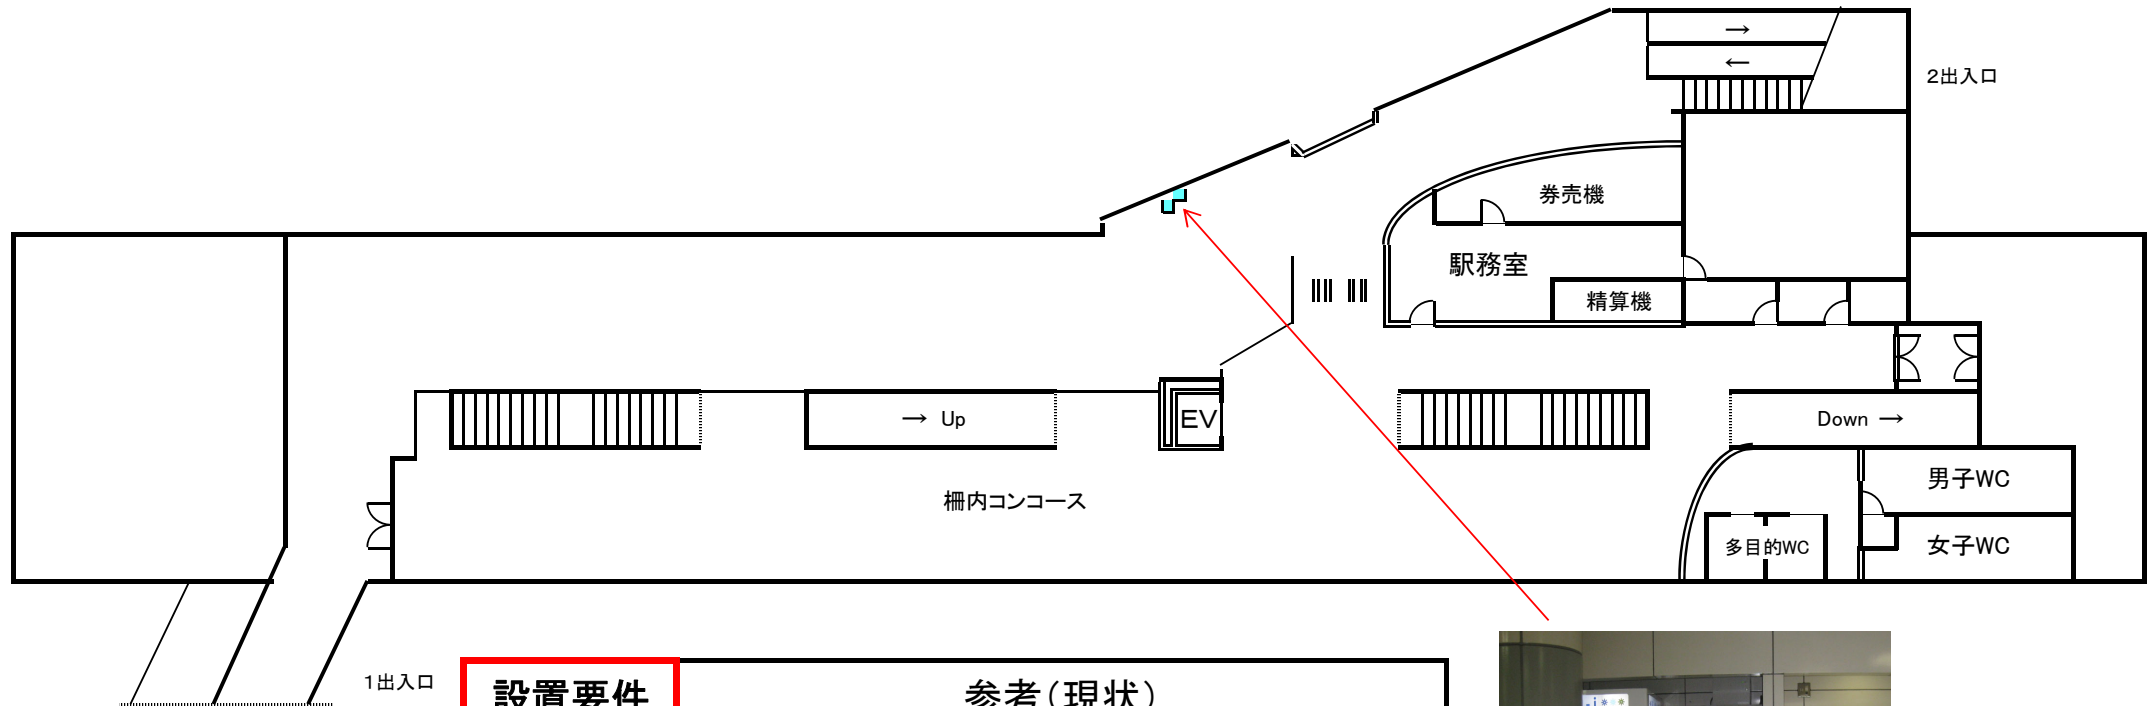 →
←
2出入口
券売機
駅務室
精算機
→ Up
EV
Down →
柵内コンコース
男子WC
多目的WC
女子WC
1出入口
設置要件
参考（現状）